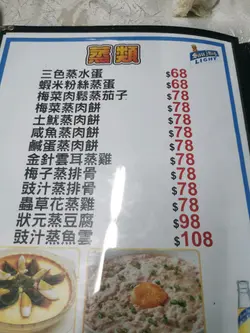 蒸類
San Mig
LIGHT
三色蒸水蛋 $68
蝦米粉絲蒸蛋 $68
梅菜肉鬆蒸茄子 $78
梅菜蒸肉餅 $78
土魷蒸肉餅 $78
咸魚蒸肉餅 $78
鹹蛋蒸肉餅 $78
金針雲耳蒸雞 $78
梅子蒸排骨 $78
豉汁蒸排骨 $78
蟲草花蒸雞 $78
狀元蒸豆腐 $98
豉汁蒸魚雲 $108